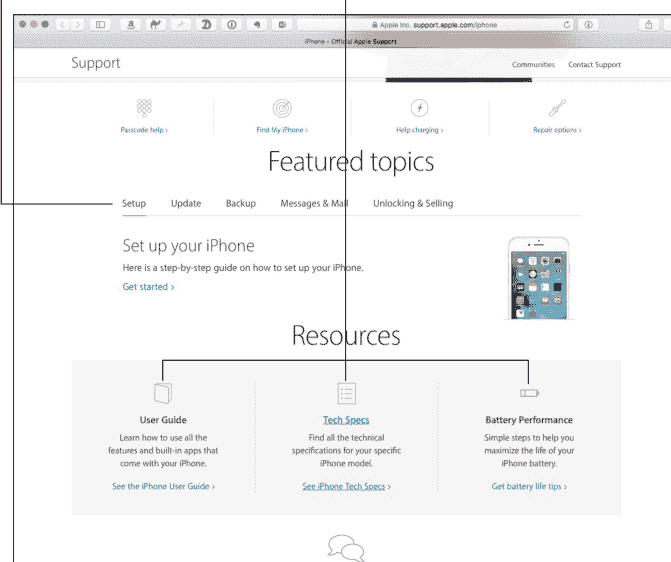 Apple Inc. support.apple.com/iphone
iPhone - Official Apple Support
Support
Communities
Contact Support
Passcode help ›
Find My iPhone ›
Help charging ›
Repair options ›
Featured topics
Setup
Update
Backup
Messages & Mail
Unlocking & Selling
Set up your iPhone
Here is a step-by-step guide on how to set up your iPhone.
Get started ›
Resources
User Guide
Learn how to use all the
features and built-in apps that
come with your iPhone.
See the iPhone User Guide ›
Tech Specs
Find all the technical
specifications for your specific
iPhone model.
See iPhone Tech Specs ›
Battery Performance
Simple steps to help you
maximize the life of your
iPhone battery.
Get battery life tips ›